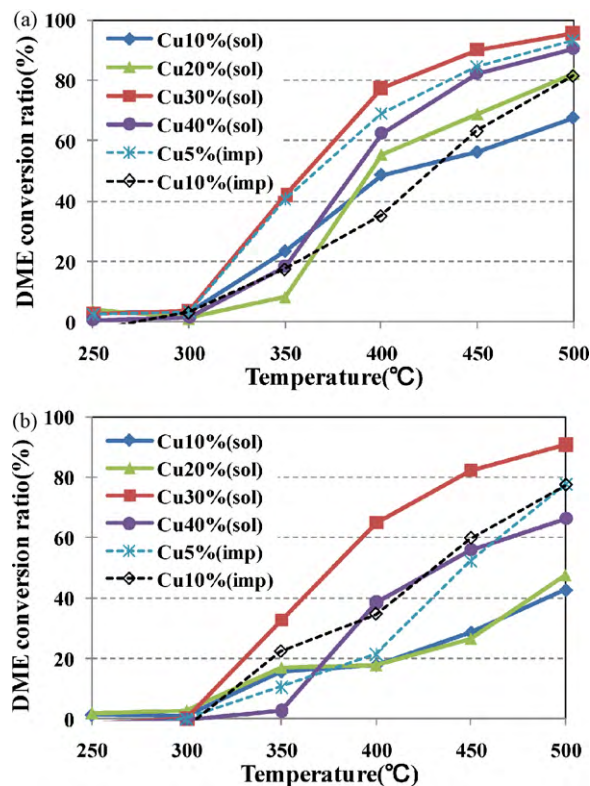 (a)
100
80
60
40
20
0
DME conversion ratio(%)
Cu10%(sol)
Cu20%(sol)
Cu30%(sol)
Cu40%(sol)
Cu5%(imp)
Cu10%(imp)
250 300 350 400 450 500
Temperature(℃)
(b)
100
80
60
40
20
0
DME conversion ratio(%)
Cu10%(sol)
Cu20%(sol)
Cu30%(sol)
Cu40%(sol)
Cu5%(imp)
Cu10%(imp)
250 300 350 400 450 500
Temperature(℃)